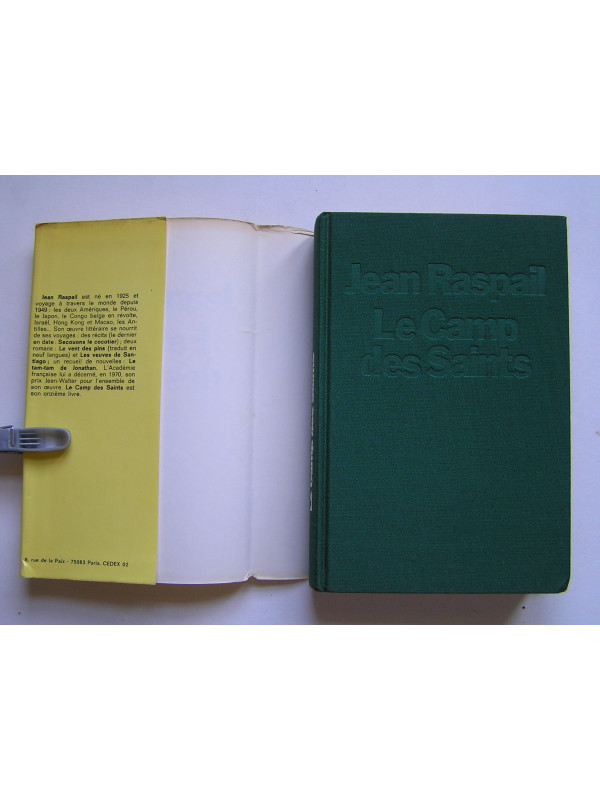 Jean Raspail est né en 1925 et
voyage à travers le monde depuis
1949 : les deux Amériques, le Pérou,
le Japon, le Congo belge en révolte,
Israël, Hong Kong et Macao, les An-
tilles... Son œuvre littéraire se nourrit
de ses voyages : des récits (le dernier
en date : Secouons le cocotier) ; deux
romans : Le vent des pins (traduit en
neuf langues) et Les veuves de San-
tiago ; un recueil de nouvelles : Le
tam-tam de Jonathan. L'Académie
française lui a décerné, en 1970, son
prix Jean-Walter pour l'ensemble de
son œuvre. Le Camp des Saints est
son onzième livre.
6, rue de la Paix - 75083 Paris, CEDEX 02
Jean Raspail
Le Camp
des Saints